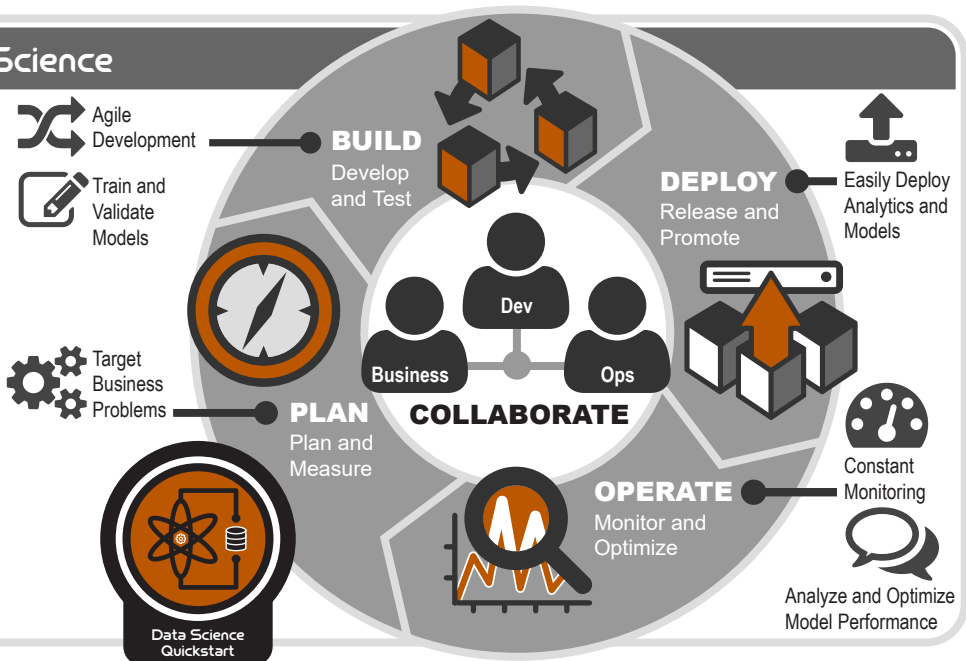 Science
Agile
Development
Train and
Validate
Models
BUILD
Develop
and Test
DEPLOY
Release and
Promote
Easily Deploy
Analytics and
Models
Dev
Business
Ops
COLLABORATE
Target
Business
Problems
PLAN
Plan and
Measure
OPERATE
Monitor and
Optimize
Constant
Monitoring
Analyze and Optimize
Model Performance
Data Science
Quickstart